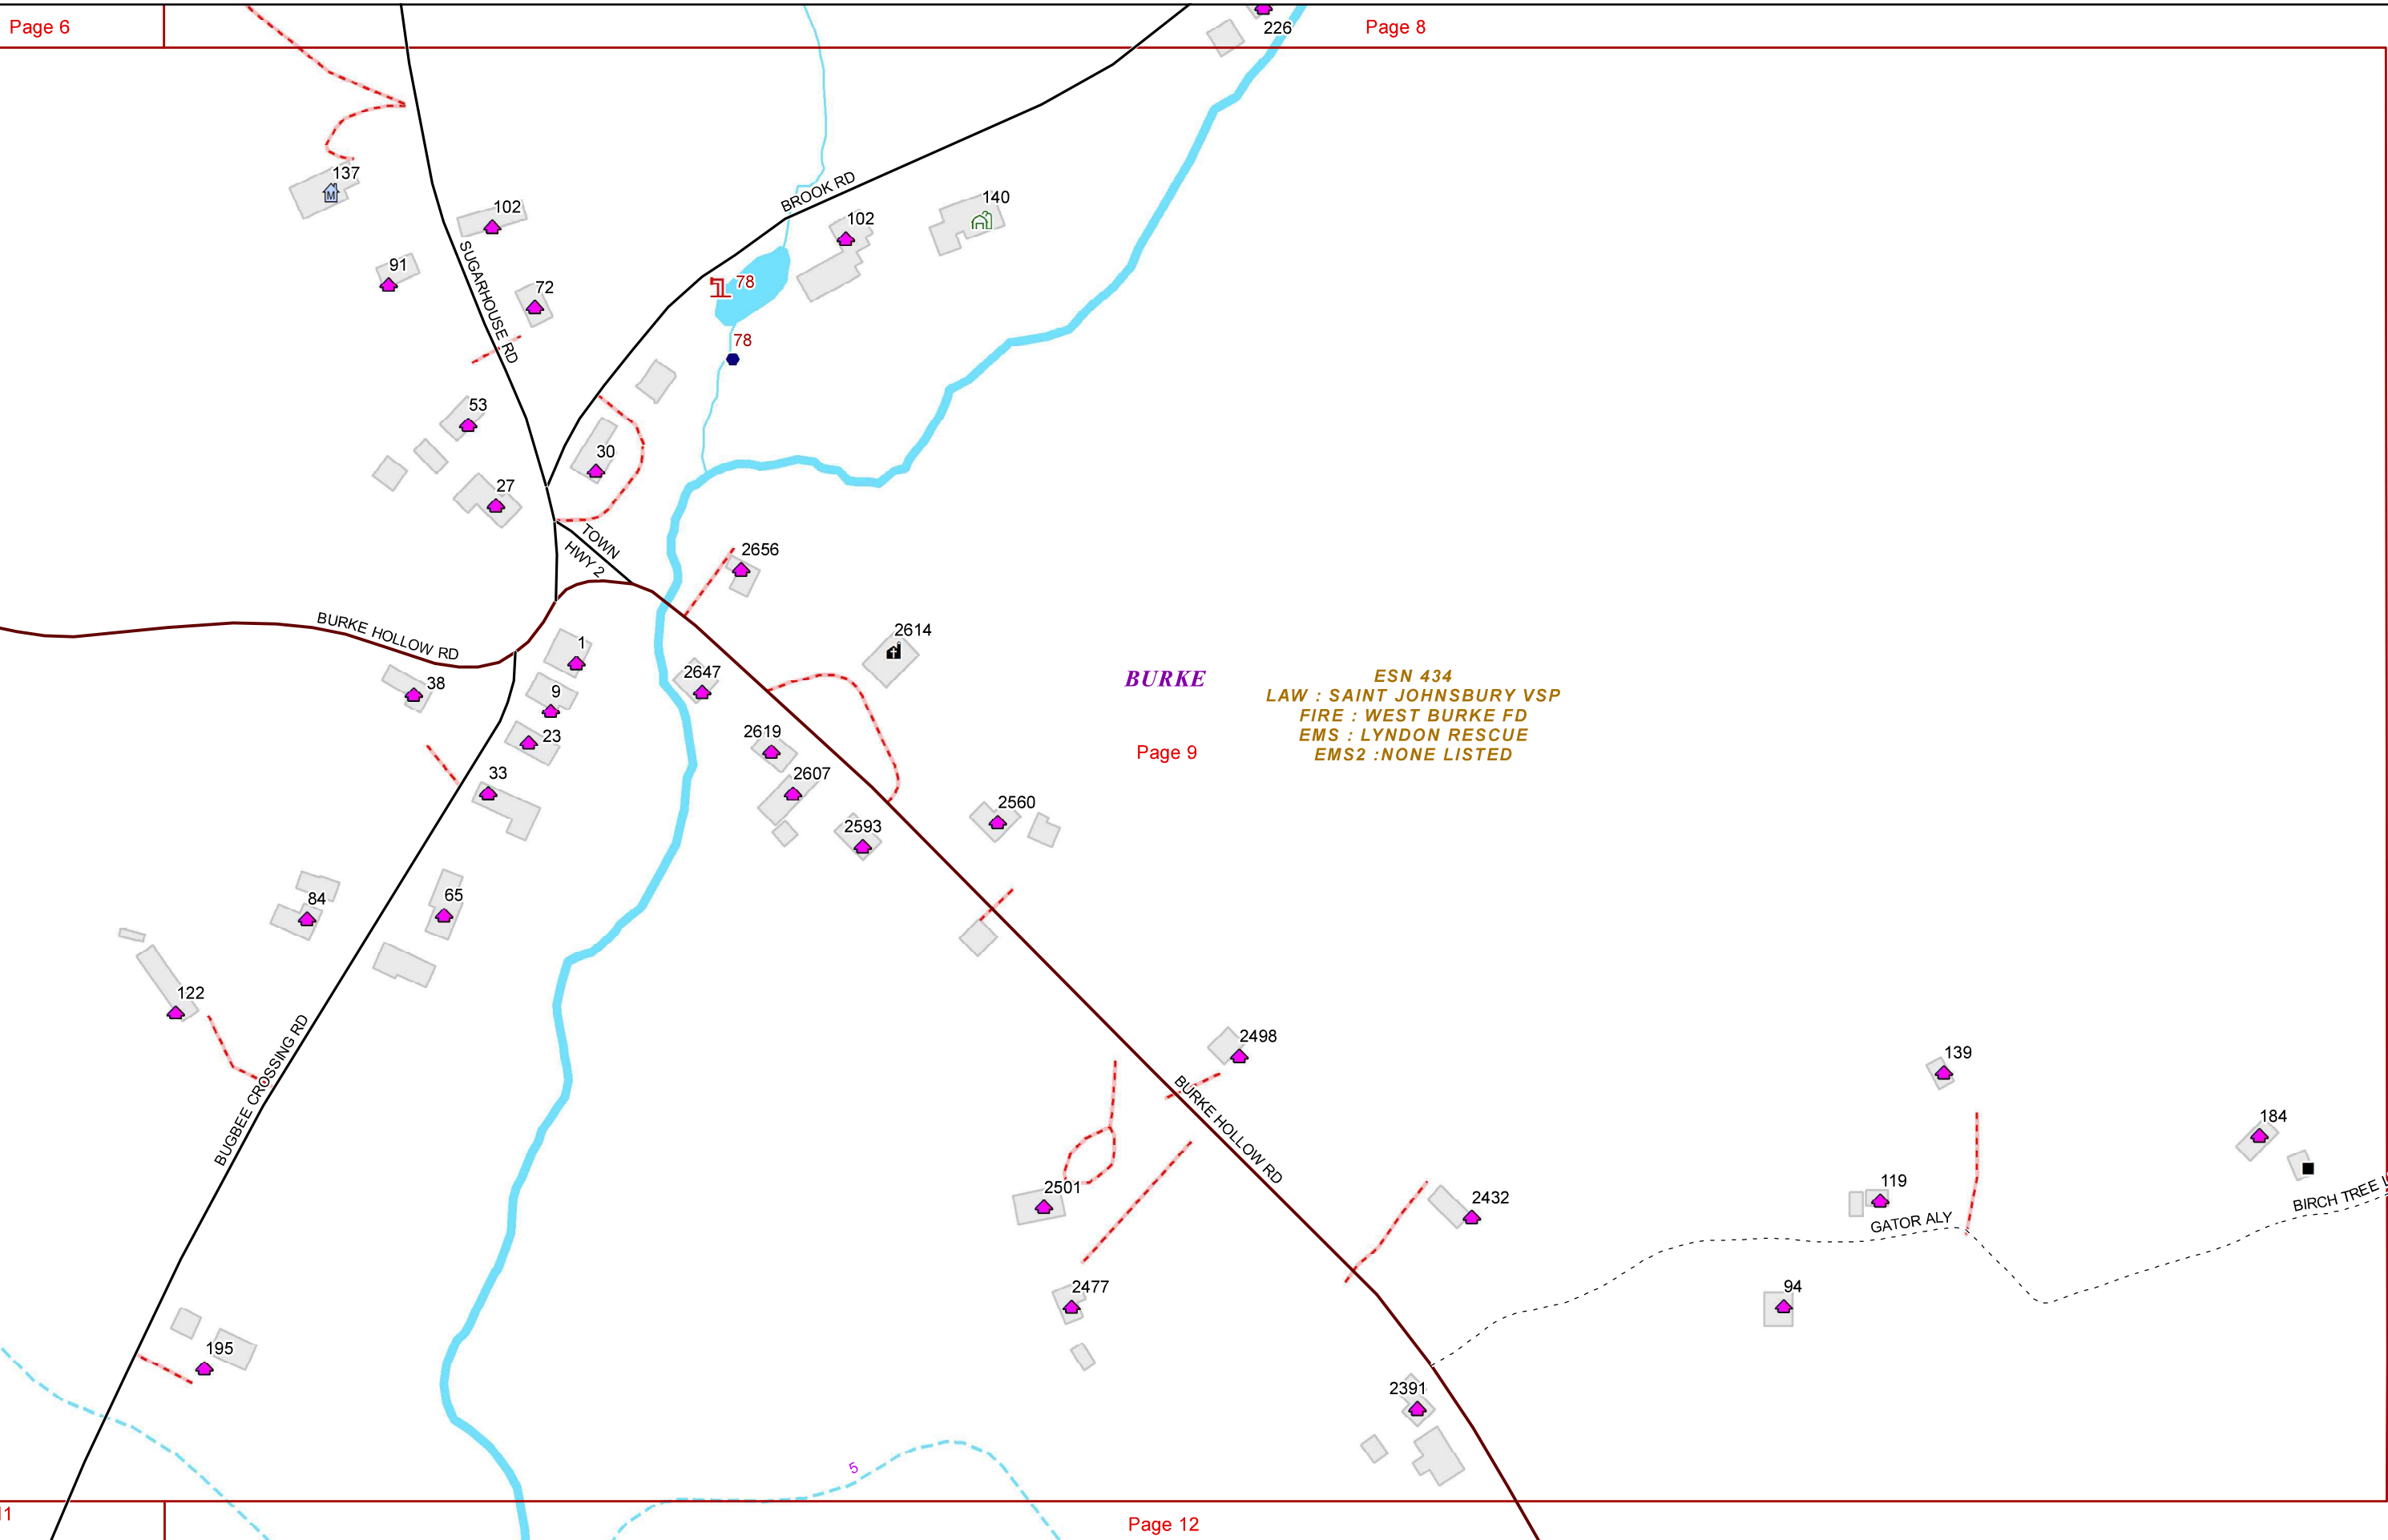 Page 6
Page 8
226
137
102
SUGARHOUSE RD
91
72
BROOK RD
102
140
78
78
53
30
27
TOWN
HWY 2
2656
BURKE HOLLOW RD
1
2614
38
9
2647
23
2619
33
2607
2593
2560
BURKE
ESN 434
LAW : SAINT JOHNSBURY VSP
FIRE : WEST BURKE FD
EMS : LYNDON RESCUE
EMS2 :NONE LISTED
Page 9
84
65
122
BUGBEE CROSSING RD
2498
BURKE HOLLOW RD
139
184
2501
2432
119
GATOR ALY
BIRCH TREE
2477
94
195
2391
5
11
Page 12